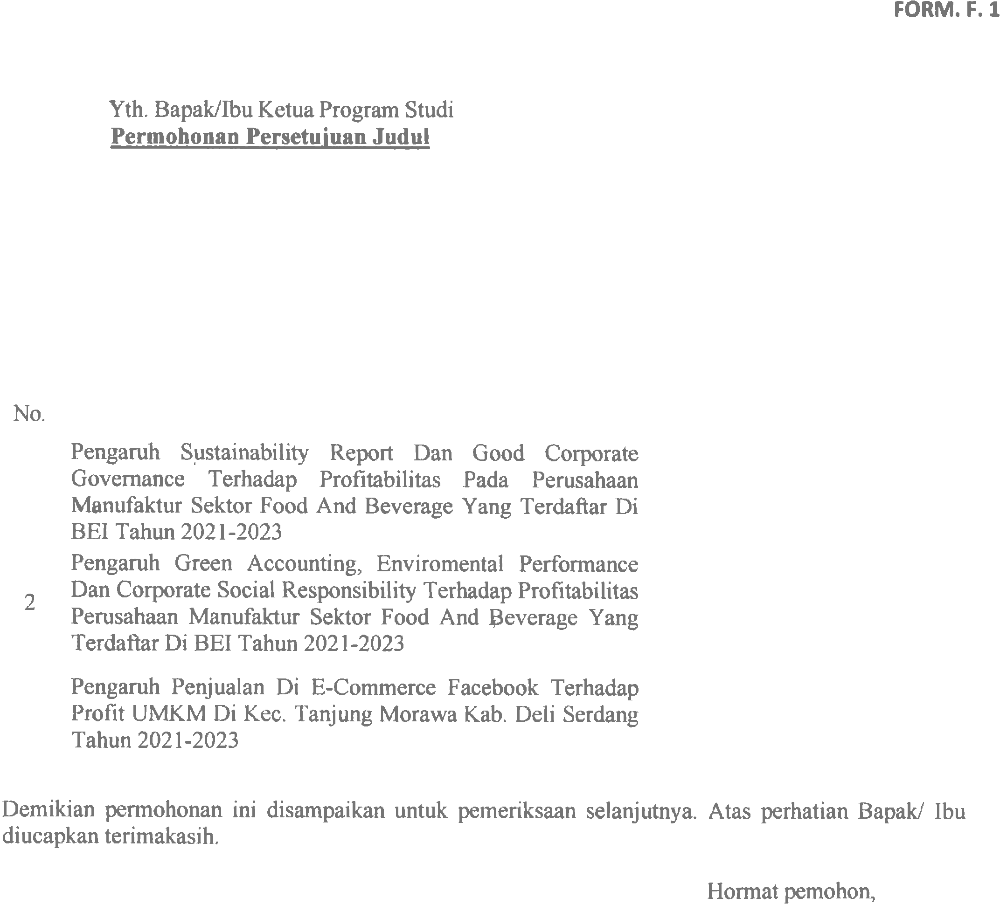 FORM. F. 1
Yth. Bapak/Ibu Ketua Program Studi
Permohonan Persetujuan Judul
No.
Pengaruh Sustainability Report Dan Good Corporate
Governance Terhadap Profitabilitas Pada Perusahaan
Manufaktur Sektor Food And Beverage Yang Terdaftar Di
BEI Tahun 2021-2023
Pengaruh Green Accounting, Enviromental Performance
2 Dan Corporate Social Responsibility Terhadap Profitabilitas
Perusahaan Manufaktur Sektor Food And Beverage Yang
Terdaftar Di BEI Tahun 2021-2023
Pengaruh Penjualan Di E-Commerce Facebook Terhadap
Profit UMKM Di Kec. Tanjung Morawa Kab. Deli Serdang
Tahun 2021-2023
Demikian permohonan ini disampaikan untuk pemeriksaan selanjutnya. Atas perhatian Bapak/ Ibu
diucapkan terimakasih.
Hormat pemohon,